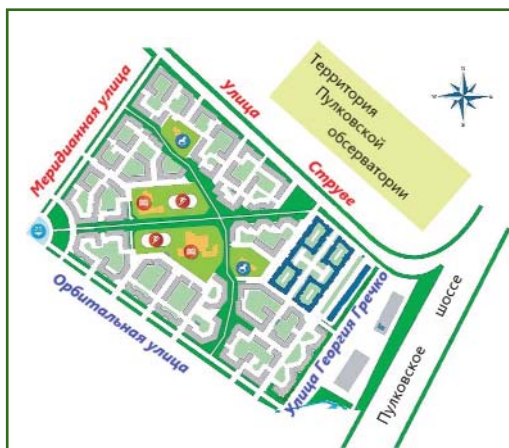 Меридианная улица
Улица
Струве
Территория
Пулковской
обсерватории
Орбитальная улица
Улица Георгия Гречко
Пулковское
шоссе